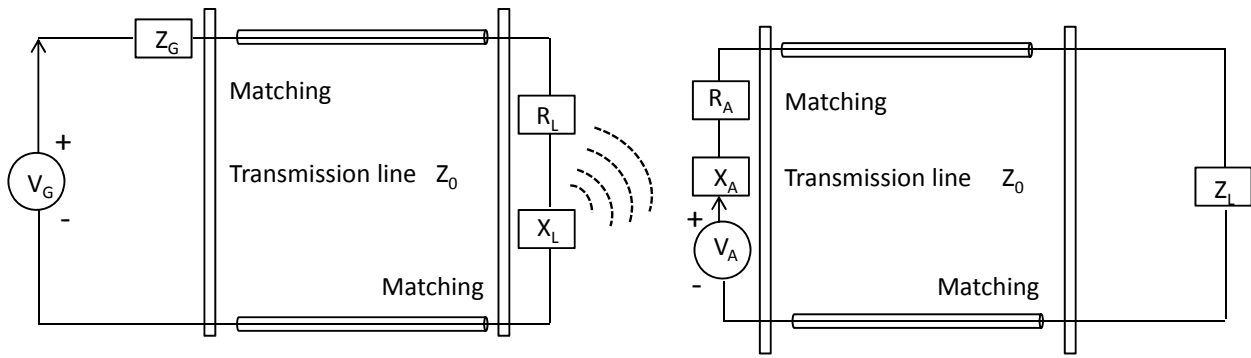 Z_G
Matching
+
R_L
Transmission line Z_0
V_G
-
X_L
Matching
R_A
Matching
X_A
Transmission line Z_0
Z_L
+
V_A
-
Matching